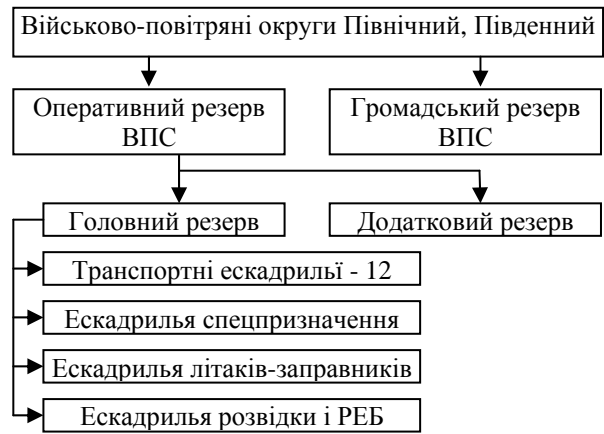 Військово-повітряні округи Північний, Південний
Оперативний резерв
ВПС
Громадський резерв
ВПС
Головний резерв
Додатковий резерв
Транспортні ескадрильї - 12
Ескадрилья спецпризначення
Ескадрилья літаків-заправників
Ескадрилья розвідки і РЕБ